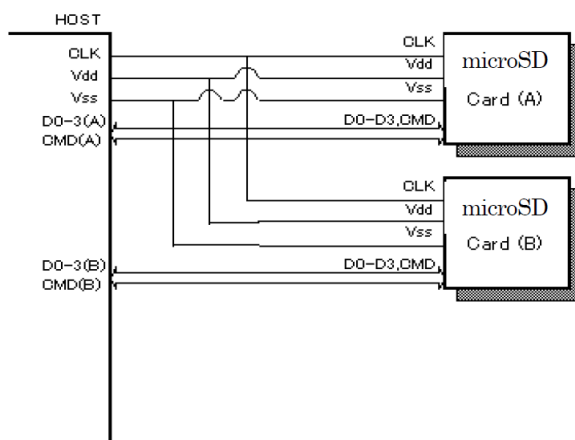 HOST
CLK CLK
Vdd Vdd microSD
Vss Vss Card (A)
D0-3(A) D0-D3,CMD
CMD(A)
CLK
Vdd microSD
Vss Card (B)
D0-3(B) D0-D3,CMD
CMD(B)